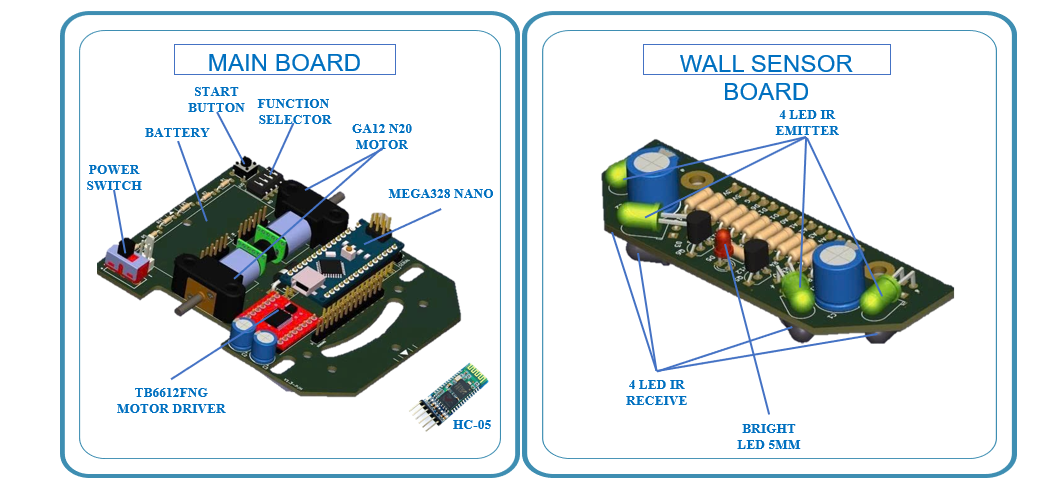 MAIN BOARD
START
BUTTON
FUNCTION
SELECTOR
BATTERY
GA12 N20
MOTOR
POWER
SWITCH
MEGA328 NANO
TB6612FNG
MOTOR DRIVER
HC-05
WALL SENSOR
BOARD
4 LED IR
EMITTER
4 LED IR
RECEIVE
BRIGHT
LED 5MM